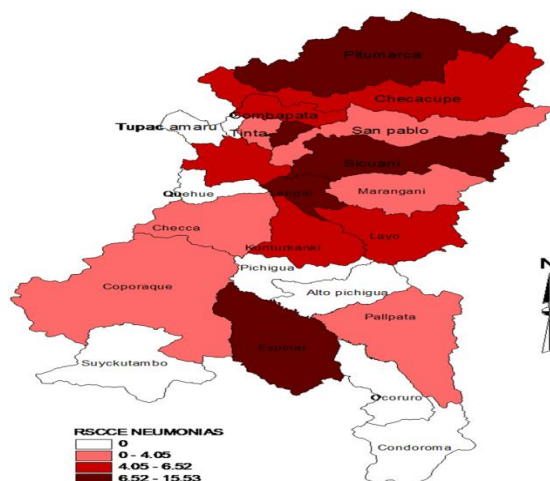 Pitumarca
Checacupe
Combapata
Tupac amaru
Tinta
San pablo
Sicuani
Quehue
Langui
Marangani
Checca
Layo
Kunturkanki
Pichigua
Coporaque
Alto pichigua
Pallpata
Espinar
Suyckutambo
Ocoruro
Condoroma
N
RSCCE NEUMONIAS
0
0 - 4.05
4.05 - 6.52
6.52 - 15.53